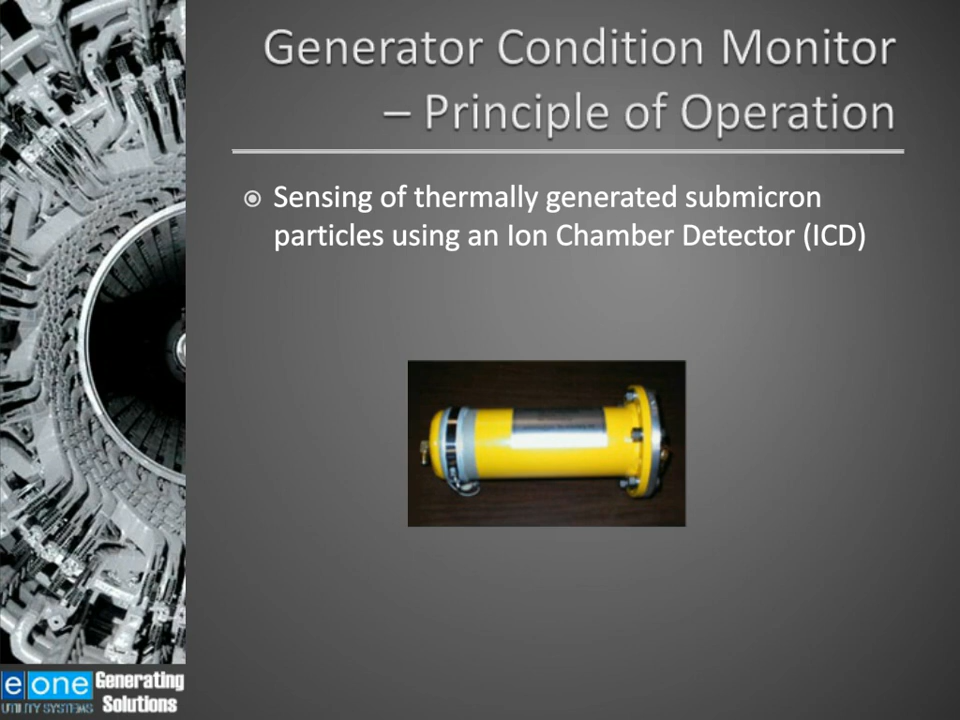 Generator Condition Monitor
– Principle of Operation
Sensing of thermally generated submicron
particles using an Ion Chamber Detector (ICD)
e one Generating
UTILITY SYSTEMS Solutions